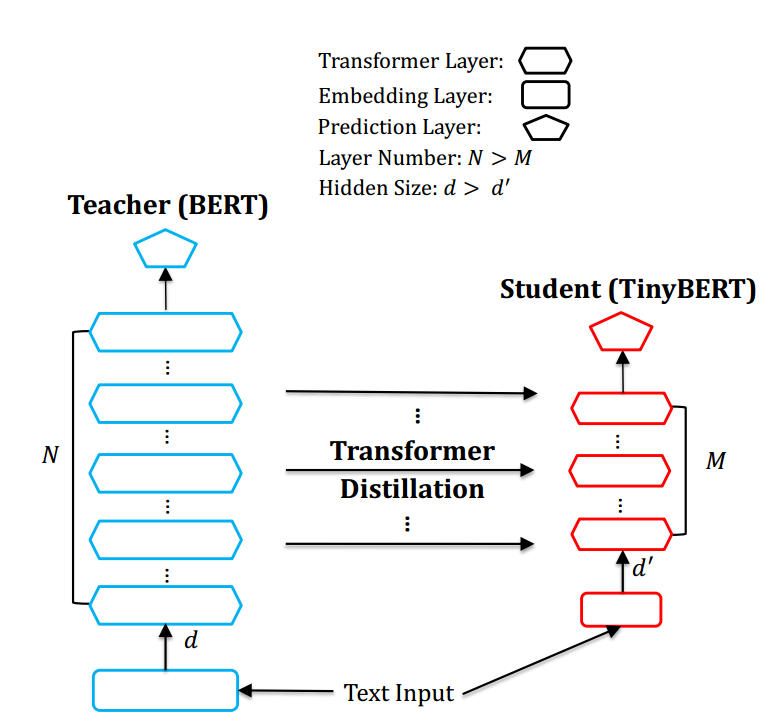 Transformer Layer:
Embedding Layer:
Prediction Layer:
Layer Number: N > M
Hidden Size: d > d′
Teacher (BERT)
Student (TinyBERT)
N
Transformer
Distillation
M
d′
d
Text Input